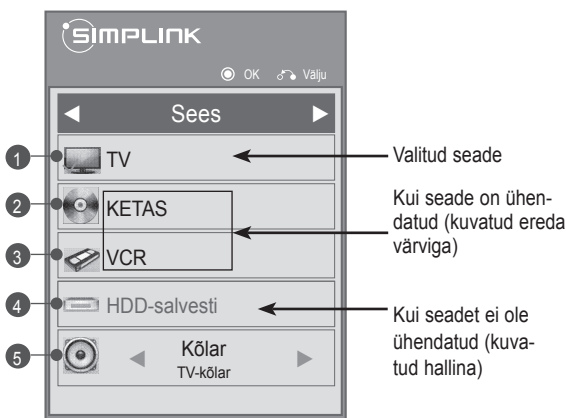 SIMPLINK
OK Välju
Sees
1 TV
Valitud seade
2 KETAS
3 VCR
Kui seade on ühen-
datud (kuvatud ereda
värviga)
4 HDD-salvesti
Kui seadet ei ole
ühendatud (kuva-
tud hallina)
5 Kõlar
TV-kõlar